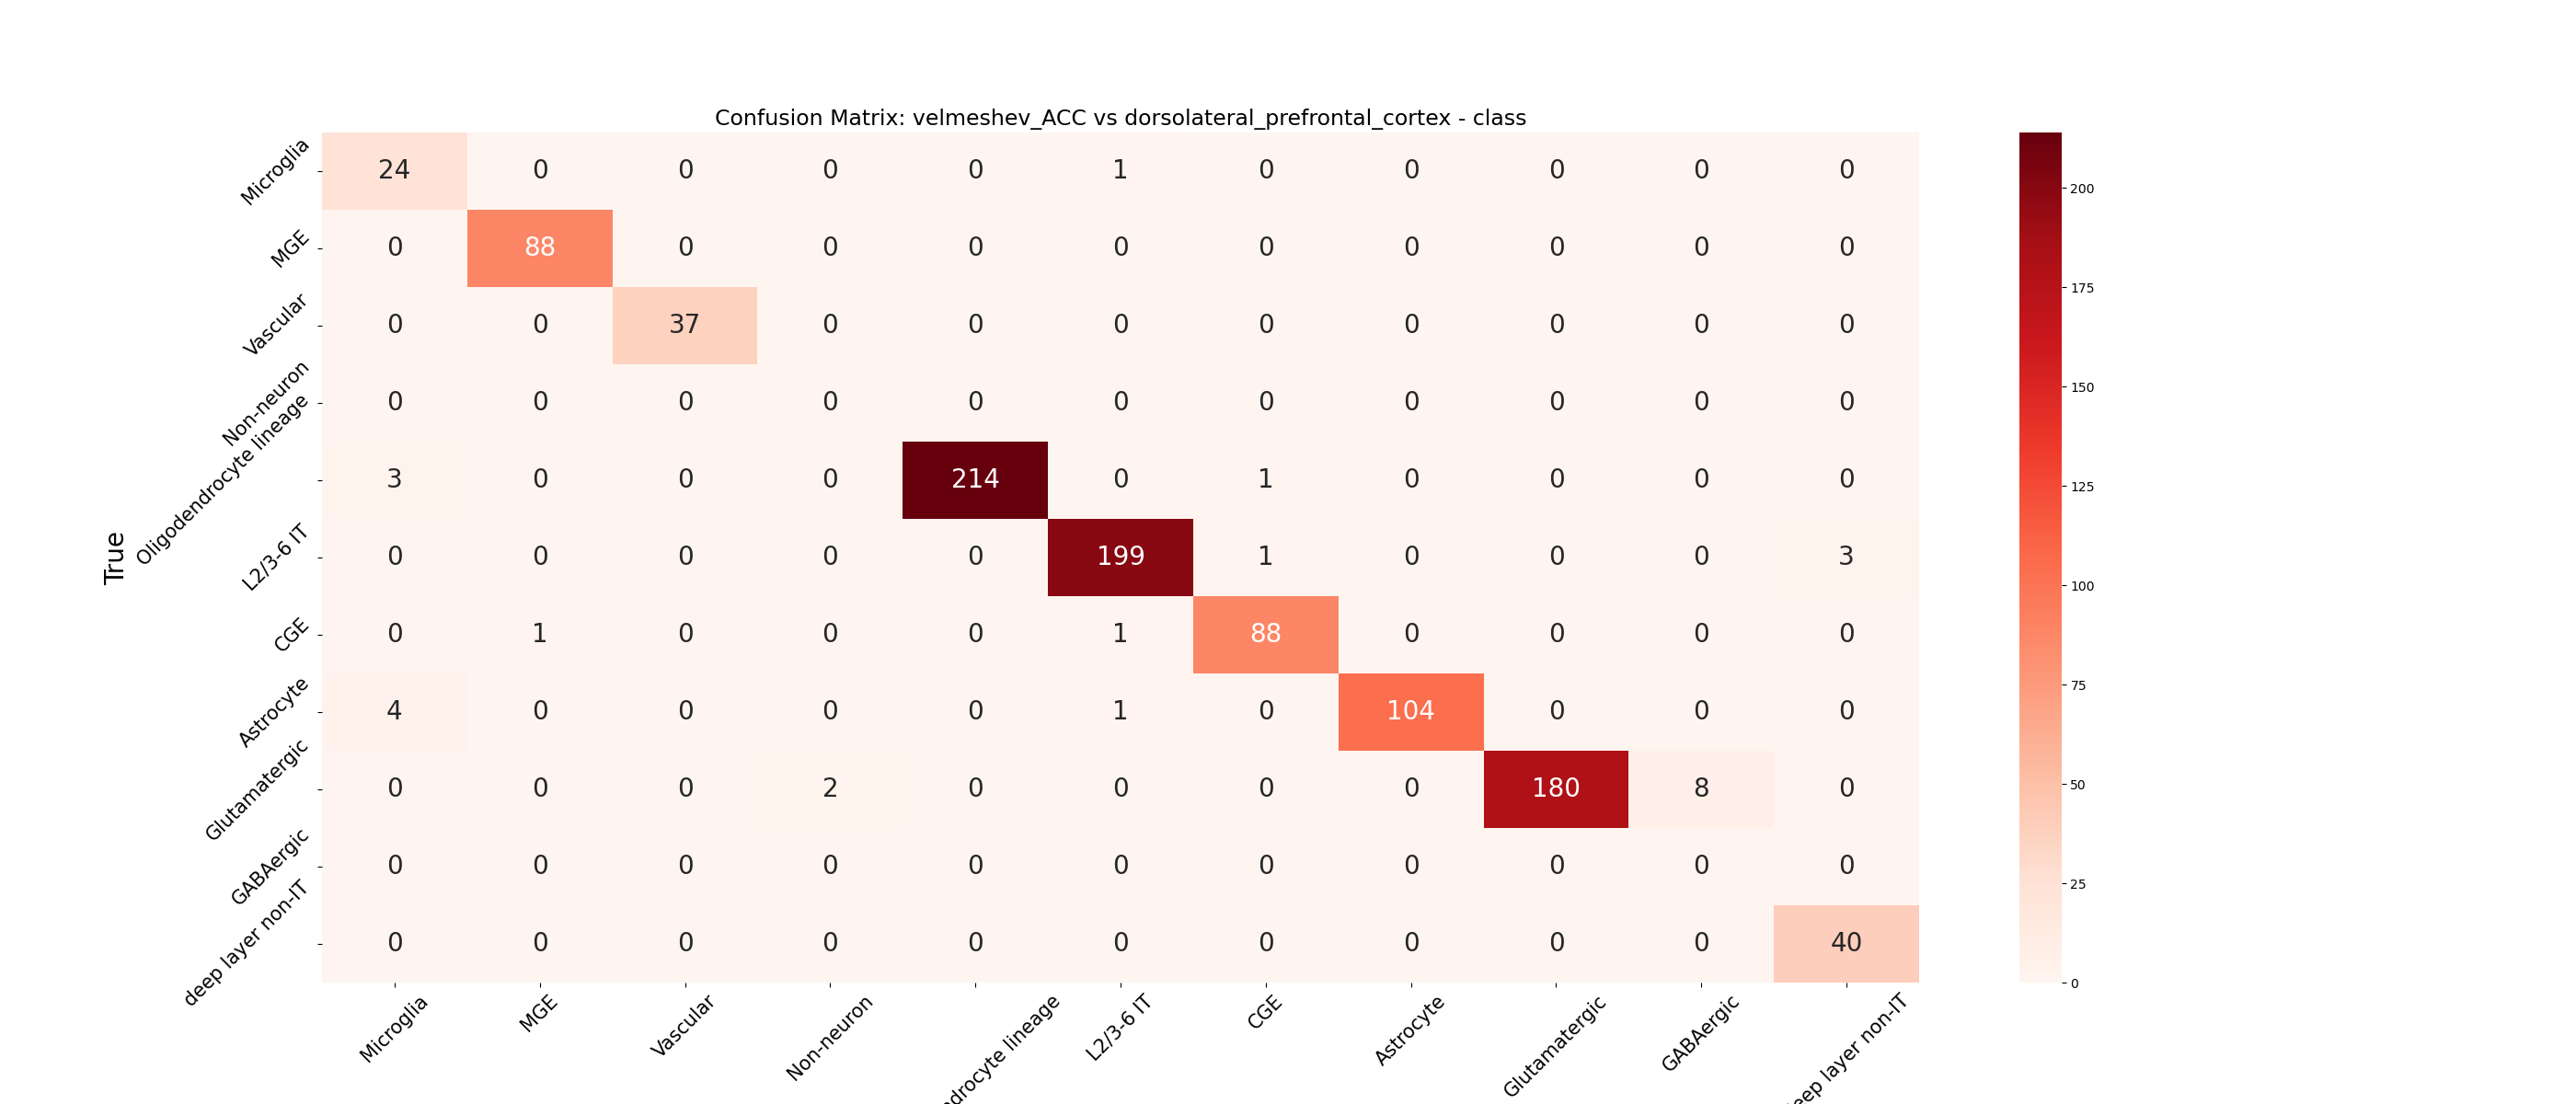 Confusion Matrix: velmeshev_ACC vs dorsolateral_prefrontal_cortex - class
True
Microglia 24 0 0 0 0 1 0 0 0 0 0
MGE 0 88 0 0 0 0 0 0 0 0 0
Vascular 0 0 37 0 0 0 0 0 0 0 0
Non-neuron 0 0 0 0 0 0 0 0 0 0 0
Oligodendrocyte lineage 3 0 0 0 214 0 1 0 0 0 0
L2/3-6 IT 0 0 0 0 0 199 1 0 0 0 3
CGE 0 1 0 0 0 1 88 0 0 0 0
Astrocyte 4 0 0 0 0 1 0 104 0 0 0
Glutamatergic 0 0 0 2 0 0 0 0 180 8 0
GABAergic 0 0 0 0 0 0 0 0 0 0 0
deep layer non-IT 0 0 0 0 0 0 0 0 0 0 40
Microglia
MGE
Vascular
Non-neuron
drocyte lineage
L2/3-6 IT
CGE
Astrocyte
Glutamatergic
GABAergic
eep layer non-IT
200
175
150
125
100
75
50
25
0